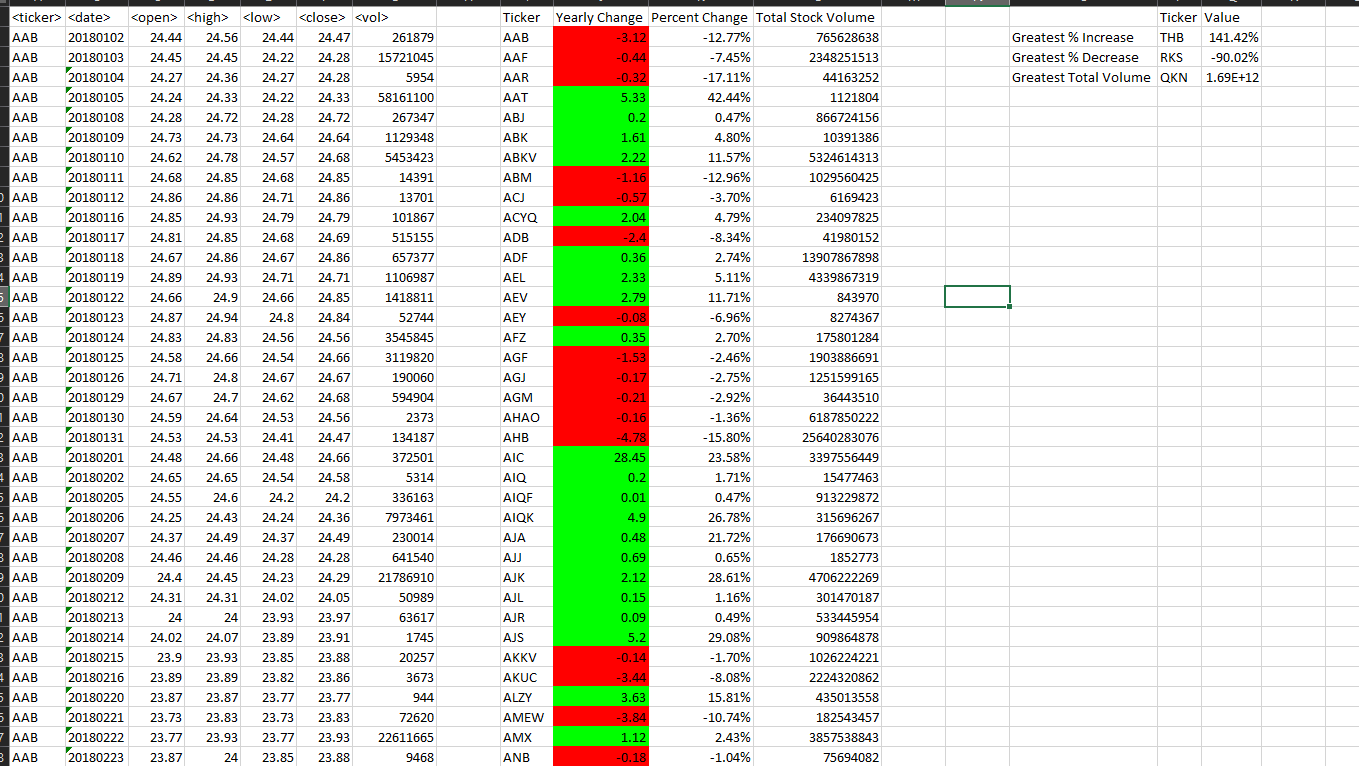 <ticker> <date> <open> <high> <low> <close> <vol> Ticker Yearly Change Percent Change Total Stock Volume Ticker Value
AAB 20180102 24.44 24.56 24.44 24.47 261879 AAB -3.12 -12.77% 765628638 Greatest % Increase THB 141.42%
AAB 20180103 24.45 24.45 24.22 24.28 15721045 AAF -0.44 -7.45% 2348251513 Greatest % Decrease RKS -90.02%
AAB 20180104 24.27 24.36 24.27 24.28 5954 AAR -0.32 -17.11% 44163252 Greatest Total Volume QKN 1.69E+12
AAB 20180105 24.24 24.33 24.22 24.33 58161100 AAT 5.33 42.44% 1121804
AAB 20180108 24.28 24.72 24.28 24.72 267347 ABJ 0.2 0.47% 866724156
AAB 20180109 24.73 24.73 24.64 24.64 1129348 ABK 1.61 4.80% 10391386
AAB 20180110 24.62 24.78 24.57 24.68 5453423 ABKV 2.22 11.57% 5324614313
AAB 20180111 24.68 24.85 24.68 24.85 14391 ABM -1.16 -12.96% 1029560425
AAB 20180112 24.86 24.86 24.71 24.86 13701 ACJ -0.57 -3.70% 6169423
AAB 20180116 24.85 24.93 24.79 24.79 101867 ACYQ 2.04 4.79% 234097825
AAB 20180117 24.81 24.85 24.68 24.69 515155 ADB -2.4 -8.34% 41980152
AAB 20180118 24.67 24.86 24.67 24.86 657377 ADF 0.36 2.74% 13907867898
AAB 20180119 24.89 24.93 24.71 24.71 1106987 AEL 2.33 5.11% 4339867319
AAB 20180122 24.66 24.9 24.66 24.85 1418811 AEV 2.79 11.71% 843970
AAB 20180123 24.87 24.94 24.8 24.84 52744 AEY -0.08 -6.96% 8274367
AAB 20180124 24.83 24.83 24.56 24.56 3545845 AFZ 0.35 2.70% 175801284
AAB 20180125 24.58 24.66 24.54 24.66 3119820 AGF -1.53 -2.46% 1903886691
AAB 20180126 24.71 24.8 24.67 24.67 190060 AGJ -0.17 -2.75% 1251599165
AAB 20180129 24.67 24.7 24.62 24.68 594904 AGM -0.21 -2.92% 36443510
AAB 20180130 24.59 24.64 24.53 24.56 2373 AHAO -0.16 -1.36% 6187850222
AAB 20180131 24.53 24.53 24.41 24.47 134187 AHB -4.78 -15.80% 25640283076
AAB 20180201 24.48 24.66 24.48 24.66 372501 AIC 28.45 23.58% 3397556449
AAB 20180202 24.65 24.65 24.54 24.58 5314 AIQ 0.2 1.71% 15477463
AAB 20180205 24.55 24.6 24.2 24.2 336163 AIQF 0.01 0.47% 913229872
AAB 20180206 24.25 24.43 24.24 24.36 7973461 AIQK 4.9 26.78% 315696267
AAB 20180207 24.37 24.49 24.37 24.49 230014 AJA 0.48 21.72% 176690673
AAB 20180208 24.46 24.46 24.28 24.28 641540 AJJ 0.69 0.65% 1852773
AAB 20180209 24.4 24.45 24.23 24.29 21786910 AJK 2.12 28.61% 4706222269
AAB 20180212 24.31 24.31 24.02 24.05 50989 AJL 0.15 1.16% 301470187
AAB 20180213 24 24 23.93 23.97 63617 AJR 0.09 0.49% 533445954
AAB 20180214 24.02 24.07 23.89 23.91 1745 AJS 5.2 29.08% 909864878
AAB 20180215 23.9 23.93 23.85 23.88 20257 AKKV -0.14 -1.70% 1026224221
AAB 20180216 23.89 23.89 23.82 23.86 3673 AKUC -3.44 -8.08% 2224320862
AAB 20180220 23.87 23.87 23.77 23.77 944 ALZY 3.63 15.81% 435013558
AAB 20180221 23.73 23.83 23.73 23.83 72620 AMEW -3.84 -10.74% 182543457
AAB 20180222 23.77 23.93 23.77 23.93 22611665 AMX 1.12 2.43% 3857538843
AAB 20180223 23.87 24 23.85 23.88 9468 ANB -0.18 -1.04% 75694082